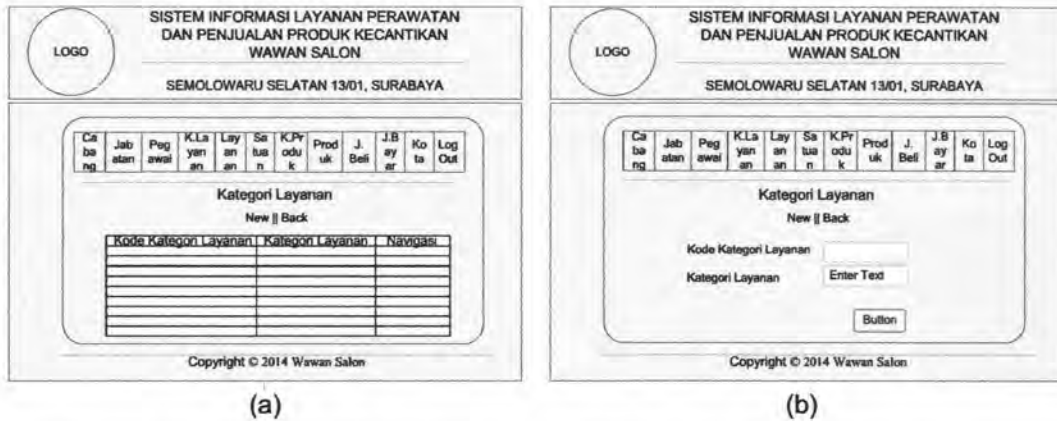 LOGO
SISTEM INFORMASI LAYANAN PERAWATAN
DAN PENJUALAN PRODUK KECANTIKAN
WAWAN SALON
SEMOLOWARU SELATAN 13/01, SURABAYA
Ca ba ng Jab atan Peg awai K.La yan an Lay an an Sa tua n K.Pr odu k Prod uk J. Beli J.B ay ar Ko ta Log Out
Kategori Layanan
New || Back
Kode Kategori Layanan Kategori Layanan Navigasi
Copyright © 2014 Wawan Salon
(a)
LOGO
SISTEM INFORMASI LAYANAN PERAWATAN
DAN PENJUALAN PRODUK KECANTIKAN
WAWAN SALON
SEMOLOWARU SELATAN 13/01, SURABAYA
Ca ba ng Jab atan Peg awai K.La yan an Lay an an Sa tua n K.Pr odu k Prod uk J. Beli J.B ay ar Ko ta Log Out
Kategori Layanan
New || Back
Kode Kategori Layanan
Kategori Layanan Enter Text
Button
Copyright © 2014 Wawan Salon
(b)